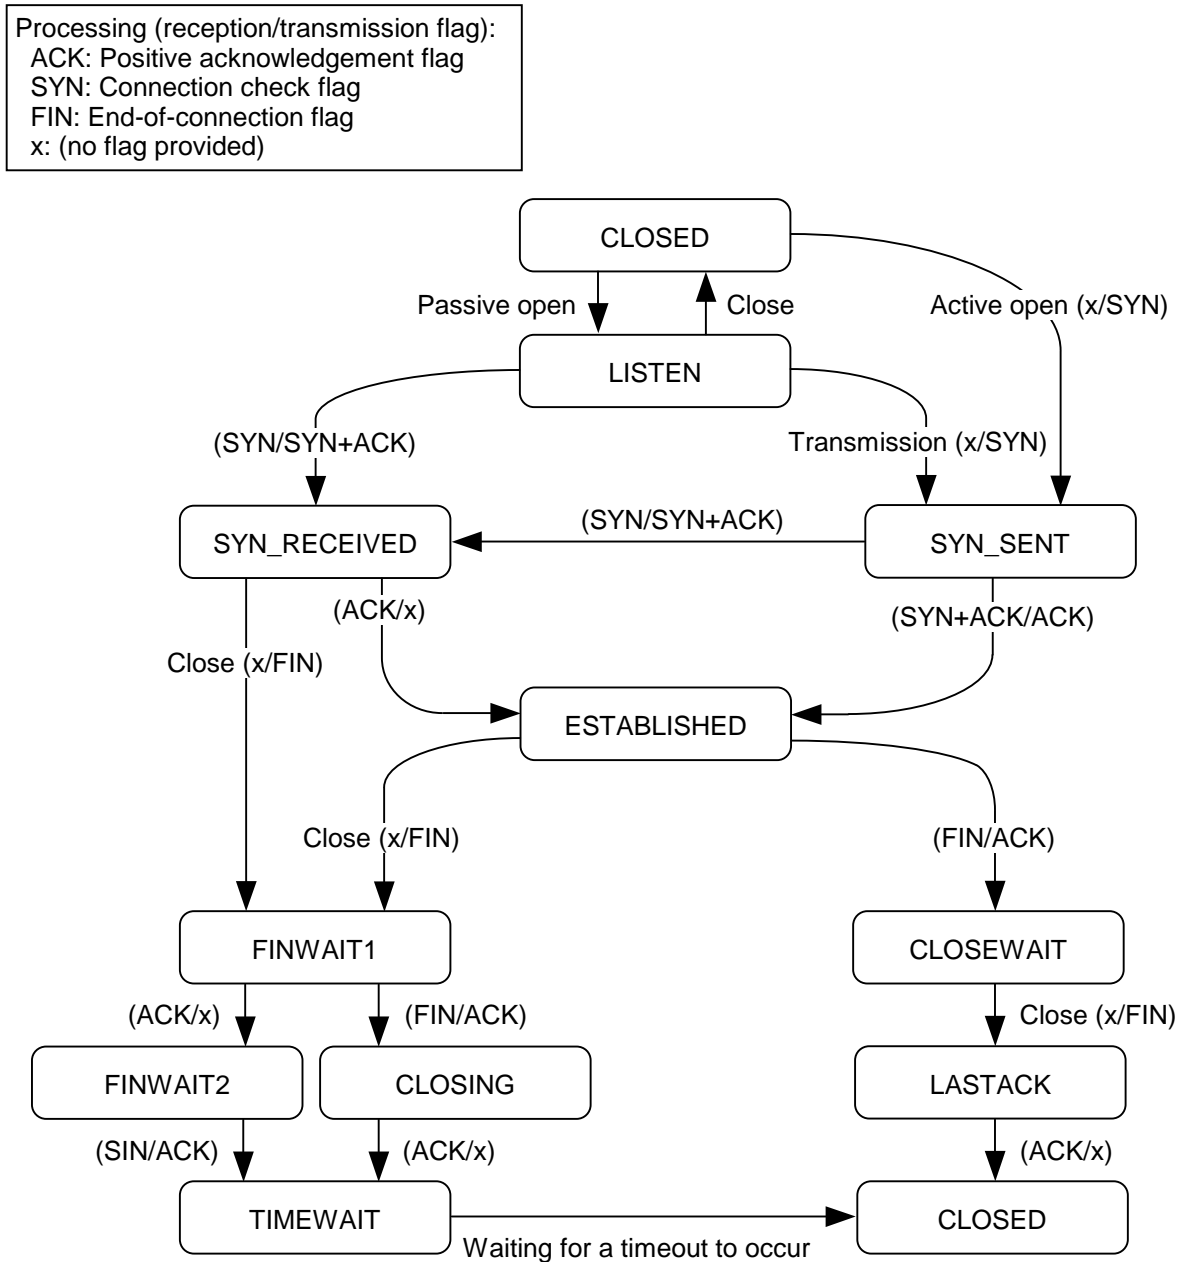 Processing (reception/transmission flag):
ACK: Positive acknowledgement flag
SYN: Connection check flag
FIN: End-of-connection flag
x: (no flag provided)
CLOSED
Passive open
Close
Active open (x/SYN)
LISTEN
(SYN/SYN+ACK)
Transmission (x/SYN)
SYN_RECEIVED
(SYN/SYN+ACK)
SYN_SENT
(ACK/x)
(SYN+ACK/ACK)
Close (x/FIN)
ESTABLISHED
Close (x/FIN)
(FIN/ACK)
FINWAIT1
CLOSEWAIT
(ACK/x)
(FIN/ACK)
Close (x/FIN)
FINWAIT2
CLOSING
LASTACK
(SIN/ACK)
(ACK/x)
(ACK/x)
TIMEWAIT
CLOSED
Waiting for a timeout to occur